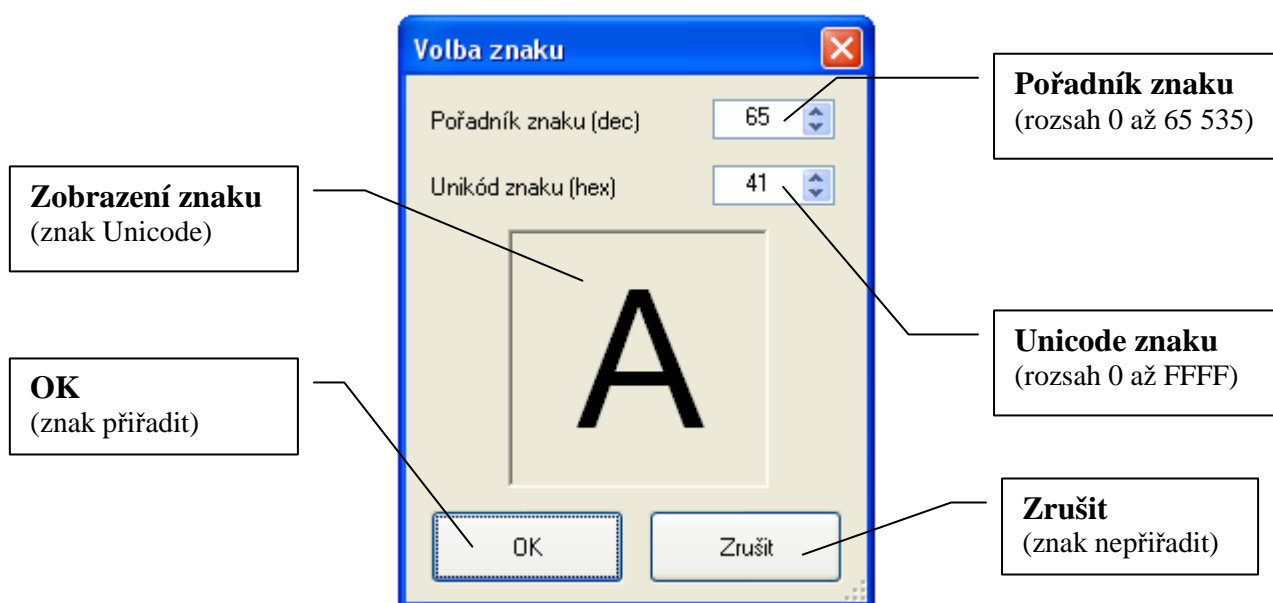 Volba znaku
Pořadník znaku (dec)
65
Unikód znaku (hex)
41
A
OK
Zrušit
Pořadník znaku
(rozsah 0 až 65 535)
Zobrazení znaku
(znak Unicode)
Unicode znaku
(rozsah 0 až FFFF)
OK
(znak přiřadit)
Zrušit
(znak nepřiřadit)